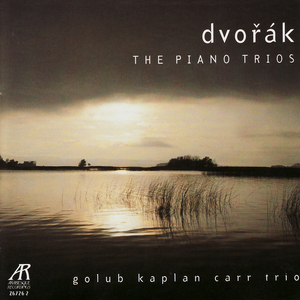 dvořák
THE PIANO TRIOS
AR
ARABESQUE
RECORDINGS
Z6726-2
golub kaplan carr trio